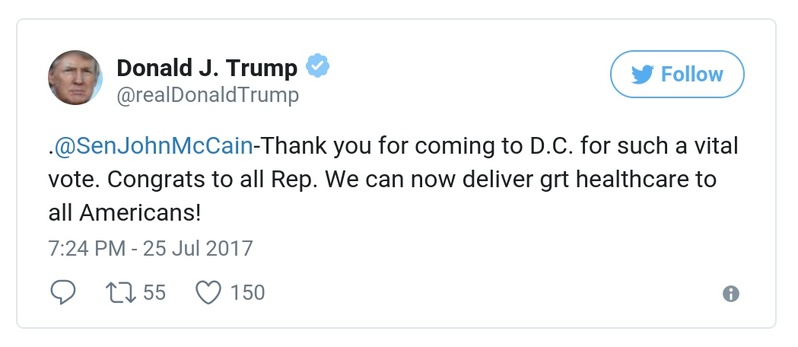 Donald J. Trump
@realDonaldTrump
Follow
.@SenJohnMcCain-Thank you for coming to D.C. for such a vital
vote. Congrats to all Rep. We can now deliver grt healthcare to
all Americans!
7:24 PM - 25 Jul 2017
55 150